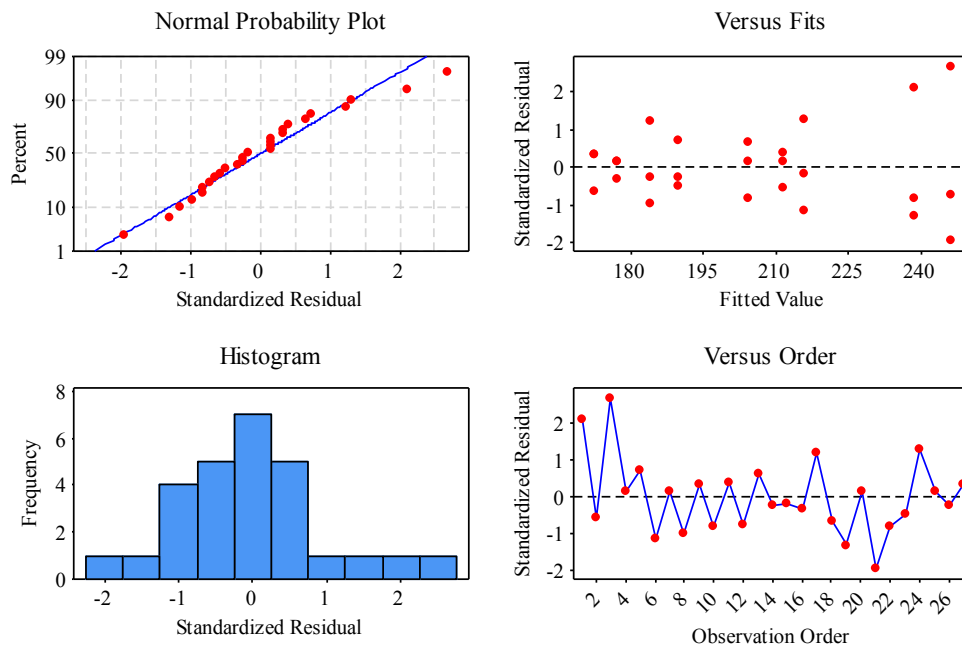 Normal Probability Plot
Percent
99
90
50
10
1
-2 -1 0 1 2
Standardized Residual
Versus Fits
Standardized Residual
2
1
0
-1
-2
180 195 210 225 240
Fitted Value
Histogram
Frequency
8
6
4
2
0
-2 -1 0 1 2
Standardized Residual
Versus Order
Standardized Residual
2
1
0
-1
-2
2 4 6 8 10 12 14 16 18 20 22 24 26
Observation Order